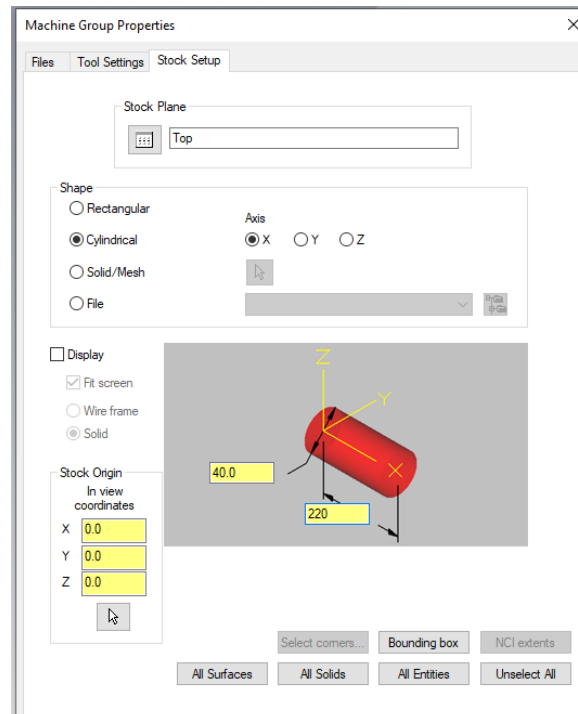 Machine Group Properties
Files Tool Settings Stock Setup
Stock Plane
Top
Shape
Rectangular
Axis
Cylindrical X Y Z
Solid/Mesh
File
Display
Fit screen
Wire frame
Solid
Z
Y
X
40.0
220
Stock Origin
In view
coordinates
X 0.0
Y 0.0
Z 0.0
Select corners... Bounding box NCI extents
All Surfaces All Solids All Entities Unselect All